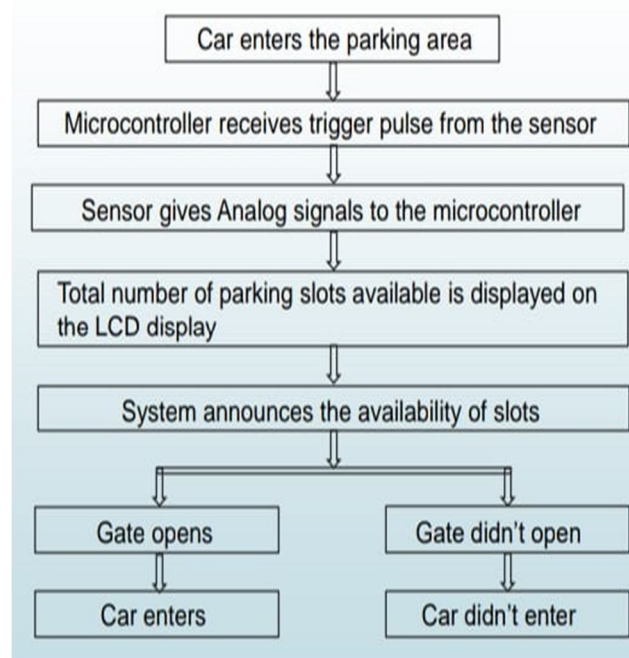 Car enters the parking area
Microcontroller receives trigger pulse from the sensor
Sensor gives Analog signals to the microcontroller
Total number of parking slots available is displayed on
the LCD display
System announces the availability of slots
Gate opens
Gate didn’t open
Car enters
Car didn’t enter